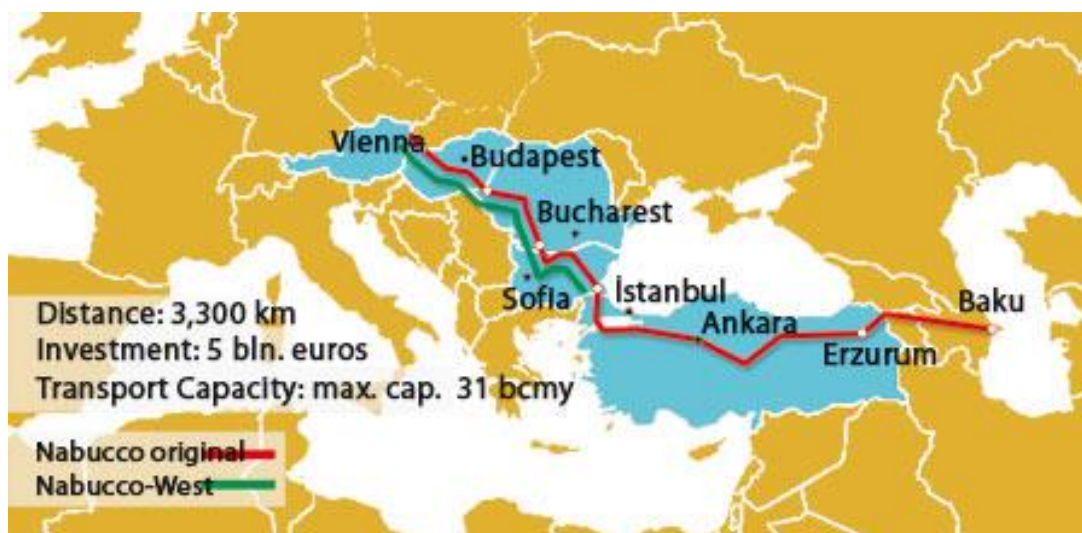 Vienna
Budapest
Bucharest
Sofia
İstanbul
Ankara
Erzurum
Baku
Distance: 3,300 km
Investment: 5 bln. euros
Transport Capacity: max. cap. 31 bcmy
Nabucco original
Nabucco-West